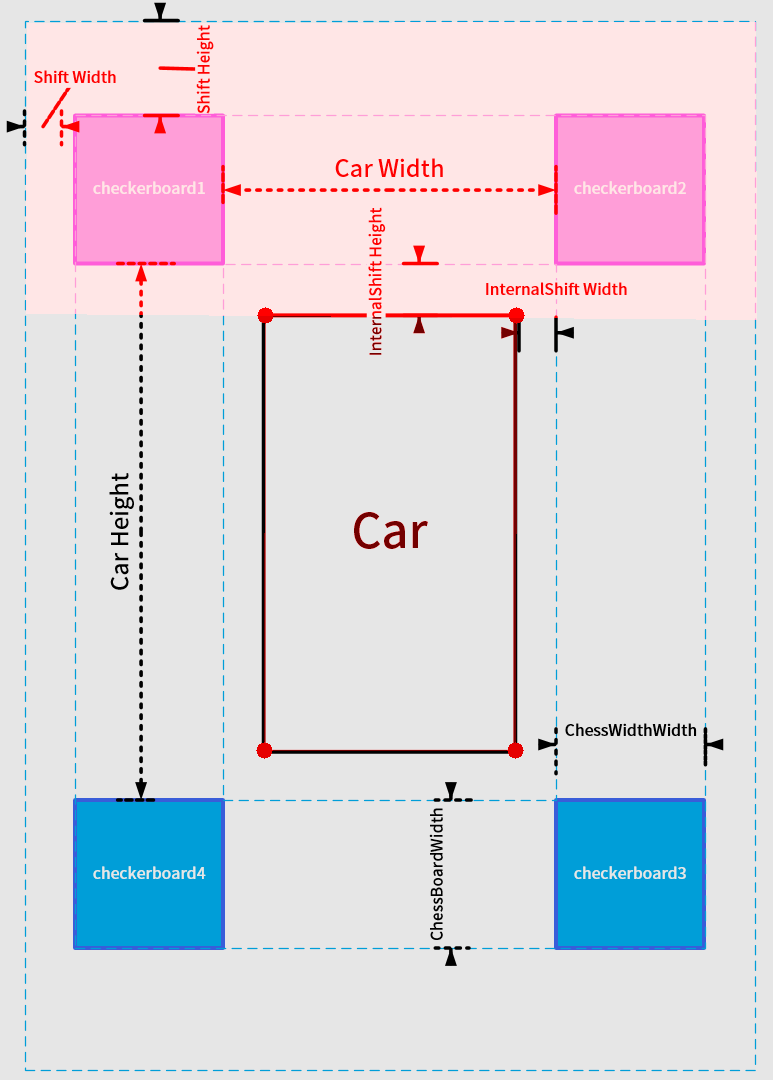 Shift Height
Shift Width
Car Width
checkerboard1
checkerboard2
InternalShift Height
InternalShift Width
Car Height
Car
ChessWidthWidth
ChessBoardWidth
checkerboard4
checkerboard3